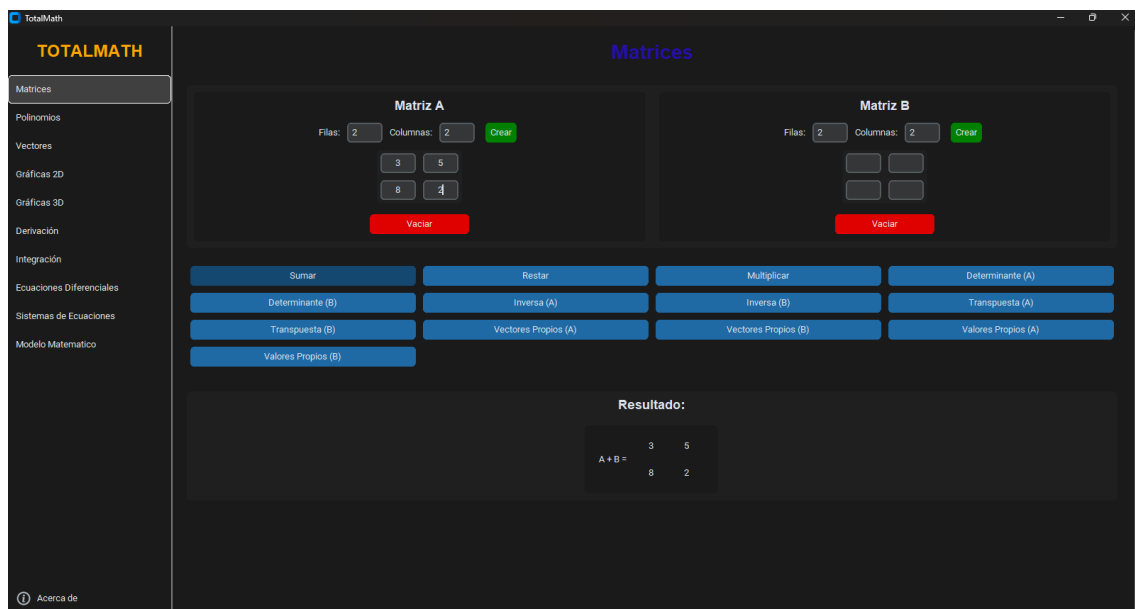 TotalMath
TOTALMATH
Matrices
Polinomios
Vectores
Gráficas 2D
Gráficas 3D
Derivación
Integración
Ecuaciones Diferenciales
Sistemas de Ecuaciones
Modelo Matematico
Acerca de
Matrices
Matriz A
Filas: 2 Columnas: 2 Crear
3 5
8 2
Vaciar
Matriz B
Filas: 2 Columnas: 2 Crear
Vaciar
Sumar Restar Multiplicar Determinante (A)
Determinante (B) Inversa (A) Inversa (B) Transpuesta (A)
Transpuesta (B) Vectores Propios (A) Vectores Propios (B) Valores Propios (A)
Valores Propios (B)
Resultado:
3 5
A + B =
8 2